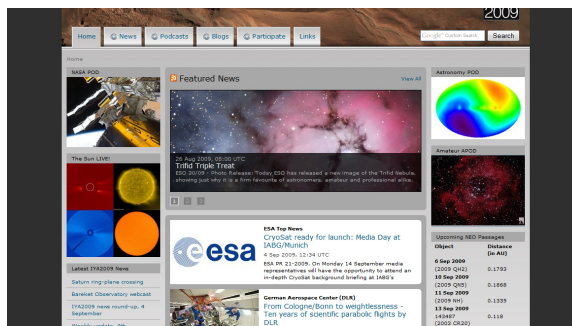 2009
Home
News
Podcasts
Blogs
Participate
Links
Google™ Custom Search
Search
Home
NASA POD
The Sun LIVE!
Latest IYA2009 News
Saturn ring-plane crossing
Bareket Observatory webcast
IYA2009 news round-up, 4
September
Featured News
View All
26 Aug 2009, 08:00 UTC
Trifid Triple Treat
ESO 30/09 - Photo Release: Today ESO has released a new image of the Trifid Nebula,
showing just why it is a firm favourite of astronomers, amateur and professional alike.
1
2
3
esa
ESA Top News
CryoSat ready for launch: Media Day at
IABG/Munich
4 Sep 2009, 12:34 UTC
ESA PR 21-2009. On Monday 14 September media
representatives will have the opportunity to attend an
in-depth CryoSat background briefing at IABG's
German Aerospace Center (DLR)
From Cologne/Bonn to weightlessness -
Ten years of scientific parabolic flights by
DLR
Astronomy POD
Amateur APOD
Upcoming NEO Passages
Object Distance
(in AU)
6 Sep 2009
(2009 QH2) 0.1793
10 Sep 2009
(2009 QN5) 0.1868
11 Sep 2009
(2009 NH) 0.1333
13 Sep 2009
143487 0.118
(2003 CR20)